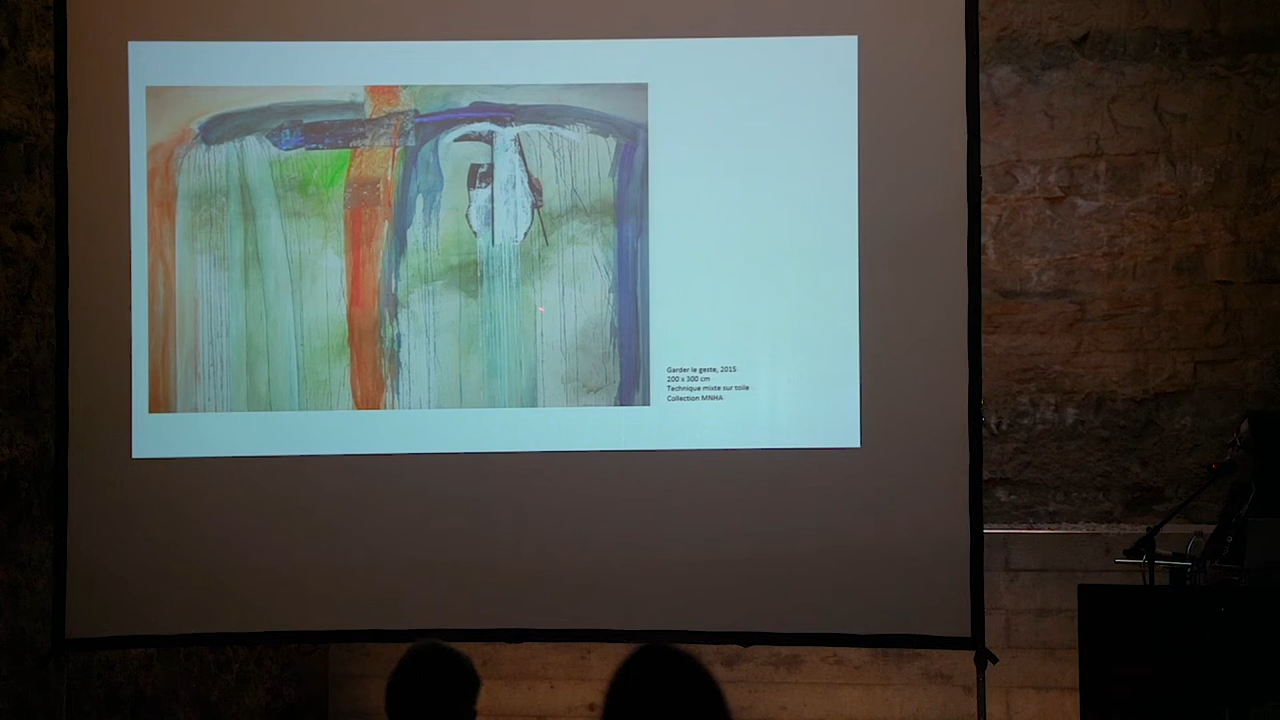 Garder le geste, 2015
200 x 300 cm
Technique mixte sur toile
Collection MNHA